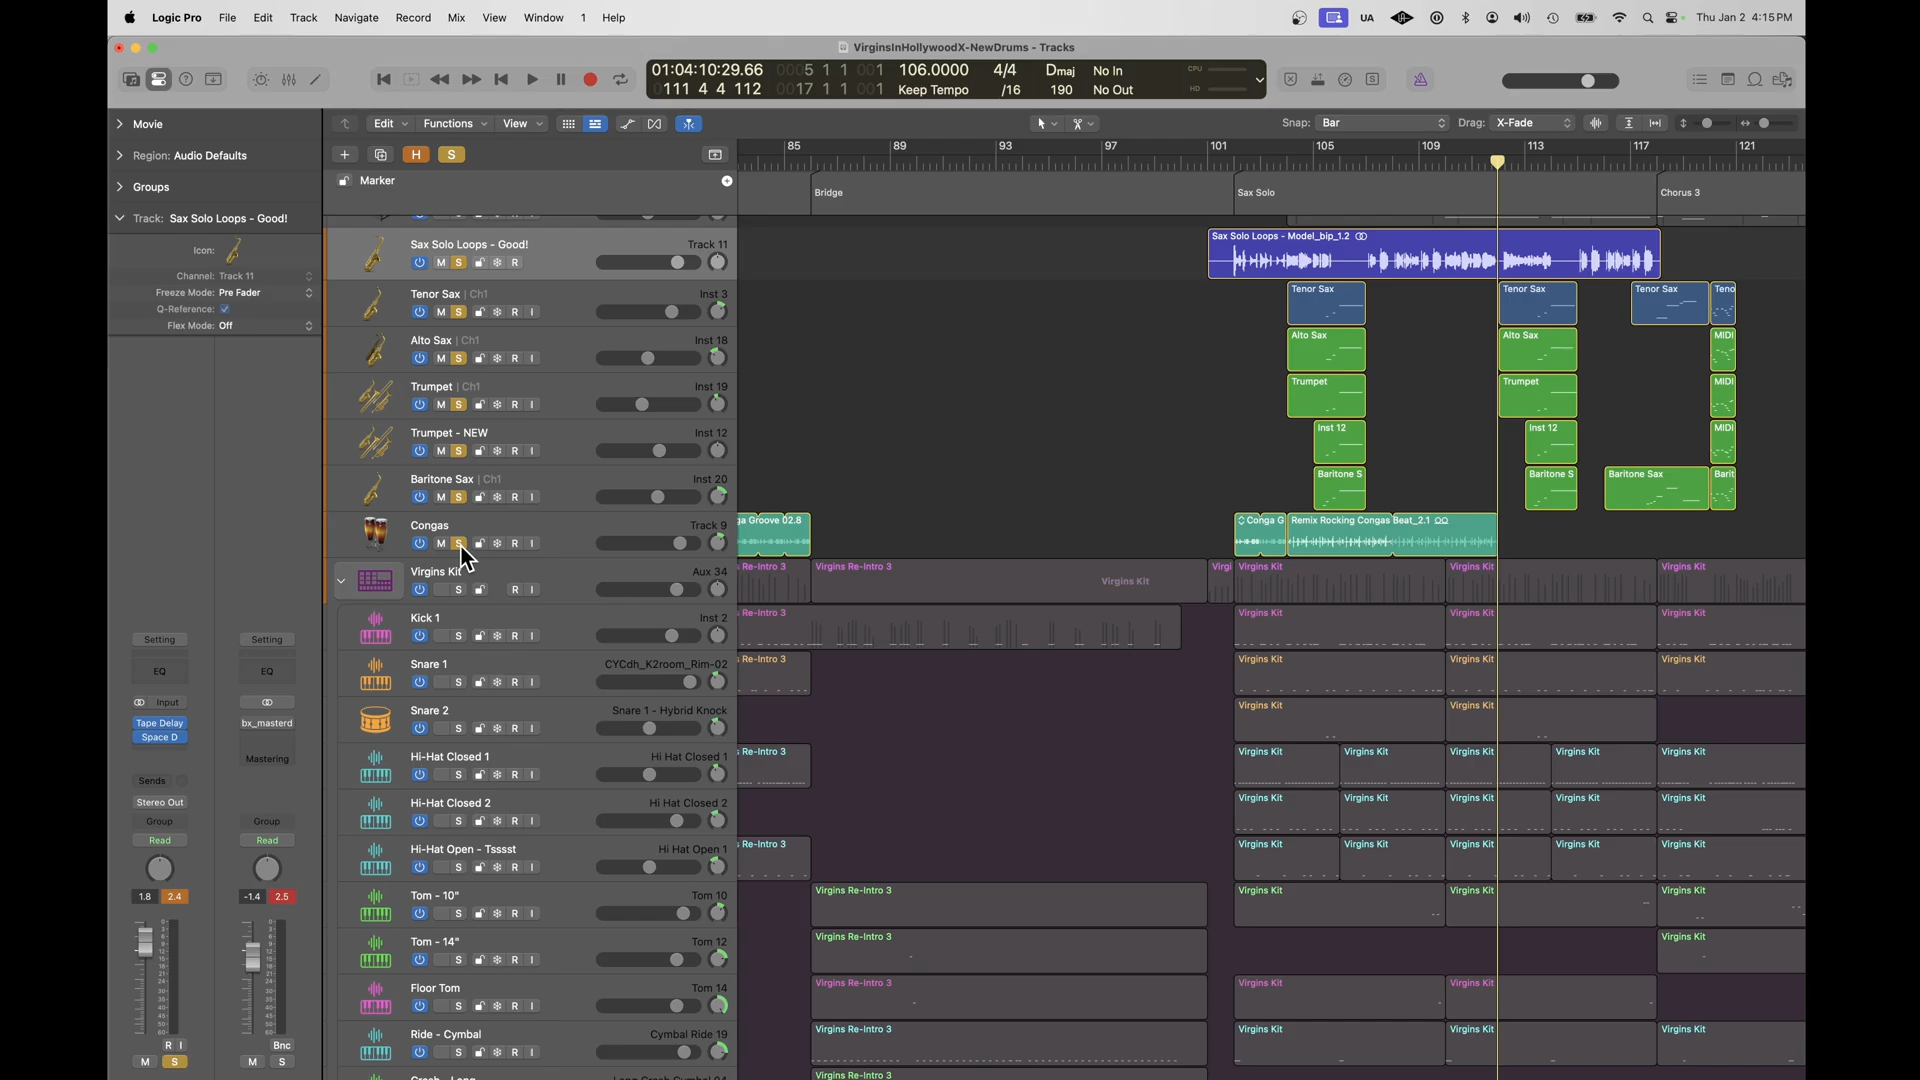 Logic Pro File Edit Track Navigate Record Mix View Window 1 Help
UA
Thu Jan 2 4:15 PM
VirginsInHollywoodX-NewDrums - Tracks
01:04:10:29.66 0005 1 1 001 106.0000 4/4 Dmaj No In CPU
0111 4 4 112 0017 1 1 001 Keep Tempo /16 190 No Out HD
Movie
Region: Audio Defaults
Groups
Track: Sax Solo Loops - Good!
Icon:
Channel: Track 11
Freeze Mode: Pre Fader
Q-Reference:
Flex Mode: Off
Edit Functions View
Snap: Bar Drag: X-Fade
H S
Marker
85 89 93 97 101 105 109 113 117 121
Bridge Sax Solo Chorus 3
Sax Solo Loops - Good! Track 11
M S R
Sax Solo Loops - Model_bip_1.2
Tenor Sax | Ch1 Inst 3
M S R I
Tenor Sax Tenor Sax Tenor Sax Teno
Alto Sax | Ch1 Inst 18
M S R I
Alto Sax Alto Sax MIDI
Trumpet | Ch1 Inst 19
M S R I
Trumpet Trumpet MIDI
Trumpet - NEW Inst 12
M S R I
Inst 12 Inst 12 MIDI
Baritone Sax | Ch1 Inst 20
M S R I
Baritone S Baritone S Baritone Sax Barit
Congas Track 9
M S R I
ga Groove 02.8 Conga G Remix Rocking Congas Beat_2.1
Virgins Kit Aux 34
S R I
s Re-Intro 3 Virgins Re-Intro 3 Virgins Kit Virgi Virgins Kit Virgins Kit Virgins Kit
Kick 1 Inst 2
S R I
s Re-Intro 3 Virgins Kit Virgins Kit Virgins Kit
Snare 1 CYCdh_K2room_Rim-02
S R I
s Re-Intro 3 Virgins Kit Virgins Kit Virgins Kit
Snare 2 Snare 1 - Hybrid Knock
S R I
Virgins Kit Virgins Kit
Hi-Hat Closed 1 Hi Hat Closed 1
S R I
s Re-Intro 3 Virgins Kit Virgins Kit Virgins Kit Virgins Kit Virgins Kit
Hi-Hat Closed 2 Hi Hat Closed 2
S R I
Virgins Kit Virgins Kit Virgins Kit Virgins Kit Virgins Kit
Hi-Hat Open - Tsssst Hi Hat Open 1
S R I
s Re-Intro 3 Virgins Kit Virgins Kit Virgins Kit Virgins Kit Virgins Kit
Tom - 10" Tom 10
S R I
Virgins Re-Intro 3 Virgins Kit Virgins Kit Virgins Kit
Tom - 14" Tom 12
S R I
Virgins Re-Intro 3 Virgins Kit
Floor Tom Tom 14
S R I
Virgins Re-Intro 3 Virgins Kit Virgins Kit
Ride - Cymbal Cymbal Ride 19
S R I
Virgins Re-Intro 3 Virgins Kit Virgins Kit Virgins Kit
Virgins Re-Intro 3
Setting Setting
EQ EQ
Input
Tape Delay bx_masterd
Space D
Mastering
Sends
Stereo Out
Group Group
Read Read
1.8 2.4 -1.4 2.5
R I Bnc
M S M S